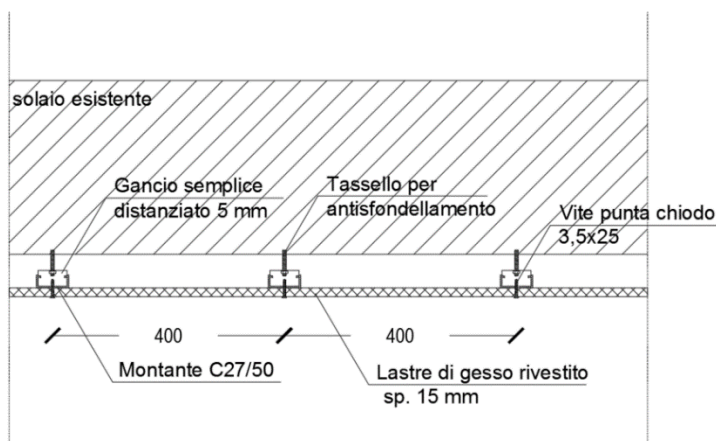 solaio esistente
Gancio semplice
distanziato 5 mm
Tassello per
antisfondellamento
Vite punta chiodo
3,5x25
400
400
Montante C27/50
Lastre di gesso rivestito
sp. 15 mm